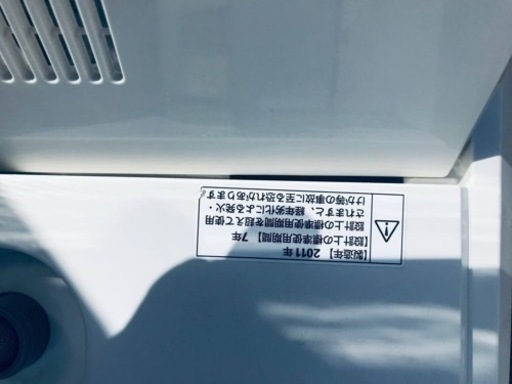 【製造年】 2011年
【設計上の標準使用期間】 7年
設計上の標準使用期間を超えて使用
されますと、経年劣化による発火・
けが等の事故に至る恐れがあります